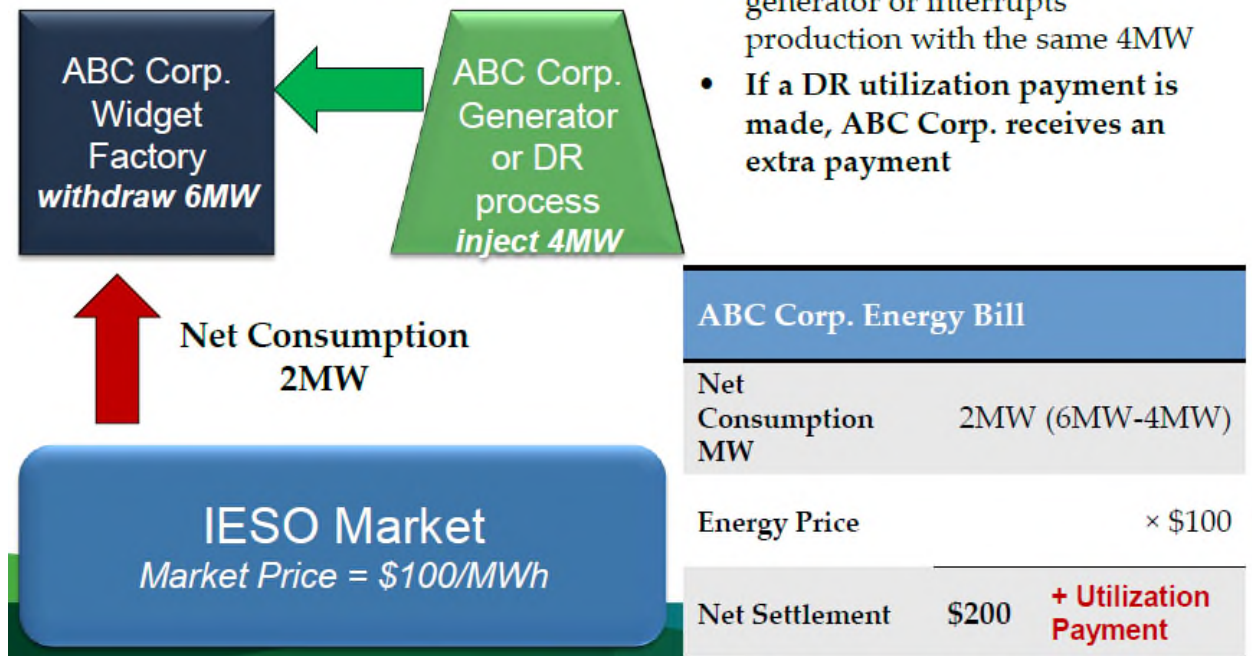 ABC Corp.
Widget
Factory
withdraw 6MW
ABC Corp.
Generator
or DR
process
inject 4MW
generator or interrupts
production with the same 4MW
• If a DR utilization payment is
made, ABC Corp. receives an
extra payment
Net Consumption
2MW
IESO Market
Market Price = $100/MWh
ABC Corp. Energy Bill
Net
Consumption
MW
2MW (6MW-4MW)
Energy Price
× $100
Net Settlement
$200
+ Utilization
Payment